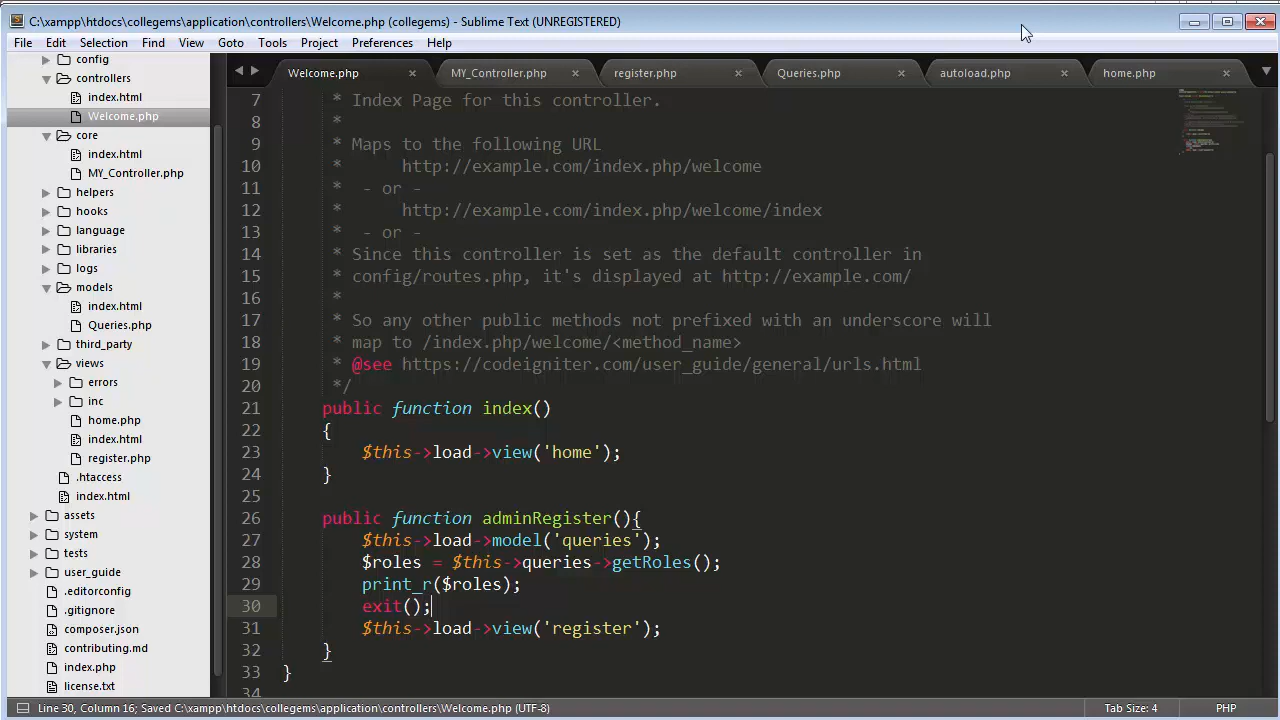 C:\xampp\htdocs\collegems\application\controllers\Welcome.php (collegems) - Sublime Text (UNREGISTERED)
File Edit Selection Find View Goto Tools Project Preferences Help
config
controllers
index.html
Welcome.php
core
index.html
MY_Controller.php
helpers
hooks
language
libraries
logs
models
index.html
Queries.php
third_party
views
errors
inc
home.php
index.html
register.php
.htaccess
index.html
assets
system
tests
user_guide
.editorconfig
.gitignore
composer.json
contributing.md
index.php
license.txt
Welcome.php MY_Controller.php register.php Queries.php autoload.php home.php
7 * Index Page for this controller.
8 *
9 * Maps to the following URL
10 * http://example.com/index.php/welcome
11 * - or -
12 * http://example.com/index.php/welcome/index
13 * - or -
14 * Since this controller is set as the default controller in
15 * config/routes.php, it's displayed at http://example.com/
16 *
17 * So any other public methods not prefixed with an underscore will
18 * map to /index.php/welcome/<method_name>
19 * @see https://codeigniter.com/user_guide/general/urls.html
20 */
21 public function index()
22 {
23 $this->load->view('home');
24 }
25
26 public function adminRegister(){
27 $this->load->model('queries');
28 $roles = $this->queries->getRoles();
29 print_r($roles);
30 exit();
31 $this->load->view('register');
32 }
33 }
34
Line 30, Column 16; Saved C:\xampp\htdocs\collegems\application\controllers\Welcome.php (UTF-8) Tab Size: 4 PHP